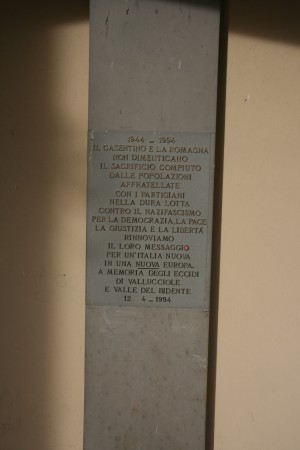 1944 - 1994
IL CASENTINO E LA ROMAGNA
NON DIMENTICANO
IL SACRIFICIO COMPIUTO
DALLE POPOLAZIONI
AFFRATELLATE
CON I PARTIGIANI
NELLA DURA LOTTA
CONTRO IL NAZIFASCISMO
PER LA DEMOCRAZIA, LA PACE
LA GIUSTIZIA E LA LIBERTÀ
RINNOVIAMO
IL LORO MESSAGGIO
PER UN'ITALIA NUOVA
IN UNA NUOVA EUROPA.
A MEMORIA DEGLI ECCIDI
DI VALLUCCIOLE
E VALLE DEL BIDENTE
12 - 4 - 1994